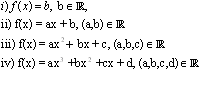 i) f(x) = b, b ∈ ℝ,
ii) f(x) = ax + b, (a,b) ∈ ℝ
iii) f(x) = ax² + bx + c, (a,b,c) ∈ ℝ
iv) f(x) = ax³ +bx² +cx + d, (a,b,c,d) ∈ ℝ